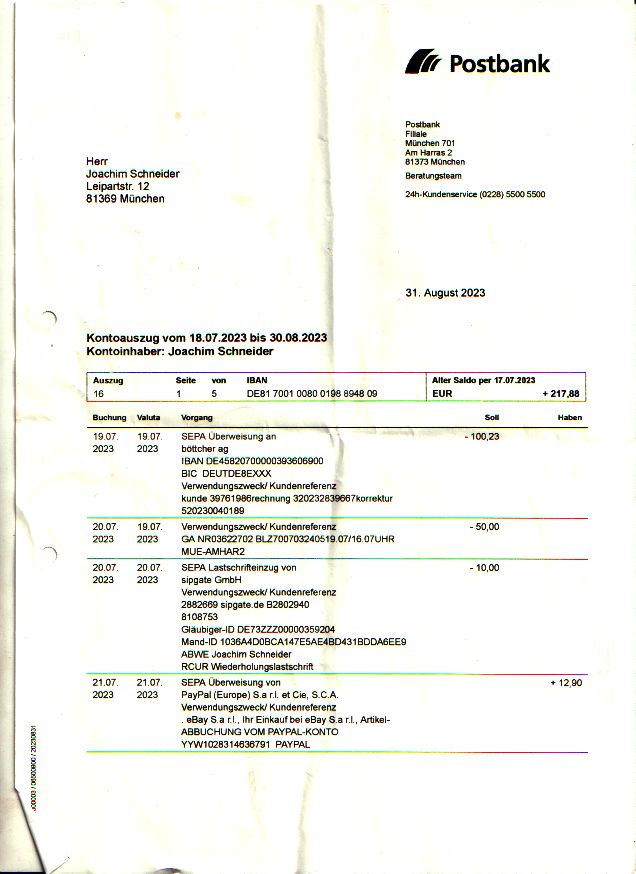 Postbank
Postbank
Filiale
München 701
Am Harras 2
81373 München
Beratungsteam
24h-Kundenservice (0228) 5500 5500
Herr
Joachim Schneider
Leipartstr. 12
81369 München
31. August 2023
Kontoauszug vom 18.07.2023 bis 30.08.2023
Kontoinhaber: Joachim Schneider
Auszug Seite von IBAN Alter Saldo per 17.07.2023
16 1 5 DE81 7001 0080 0198 8948 09 EUR + 217,88
Buchung Valuta Vorgang Soll Haben
19.07. 19.07. SEPA Überweisung an - 100,23
2023 2023 böttcher ag
IBAN DE45820700000393606900
BIC DEUTDE8EXXX
Verwendungszweck/ Kundenreferenz
kunde 39761986rechnung 320232839667korrektur
520230040189
20.07. 19.07. Verwendungszweck/ Kundenreferenz - 50,00
2023 2023 GA NR03622702 BLZ700703240519.07/16.07UHR
MUE-AMHAR2
20.07. 20.07. SEPA Lastschrifteinzug von - 10,00
2023 2023 sipgate GmbH
Verwendungszweck/ Kundenreferenz
2882669 sipgate.de B2802940
8108753
Gläubiger-ID DE73ZZZ00000359204
Mand-ID 1036A4D0BCA147E5AE4BD431BDDA6EE9
ABWE Joachim Schneider
RCUR Wiederholungslastschrift
21.07. 21.07. SEPA Überweisung von + 12,90
2023 2023 PayPal (Europe) S.a r.l. et Cie, S.C.A.
Verwendungszweck/ Kundenreferenz
. eBay S.a r.l., Ihr Einkauf bei eBay S.a r.l., Artikel-
ABBUCHUNG VOM PAYPAL-KONTO
YYW1028314636791 PAYPAL